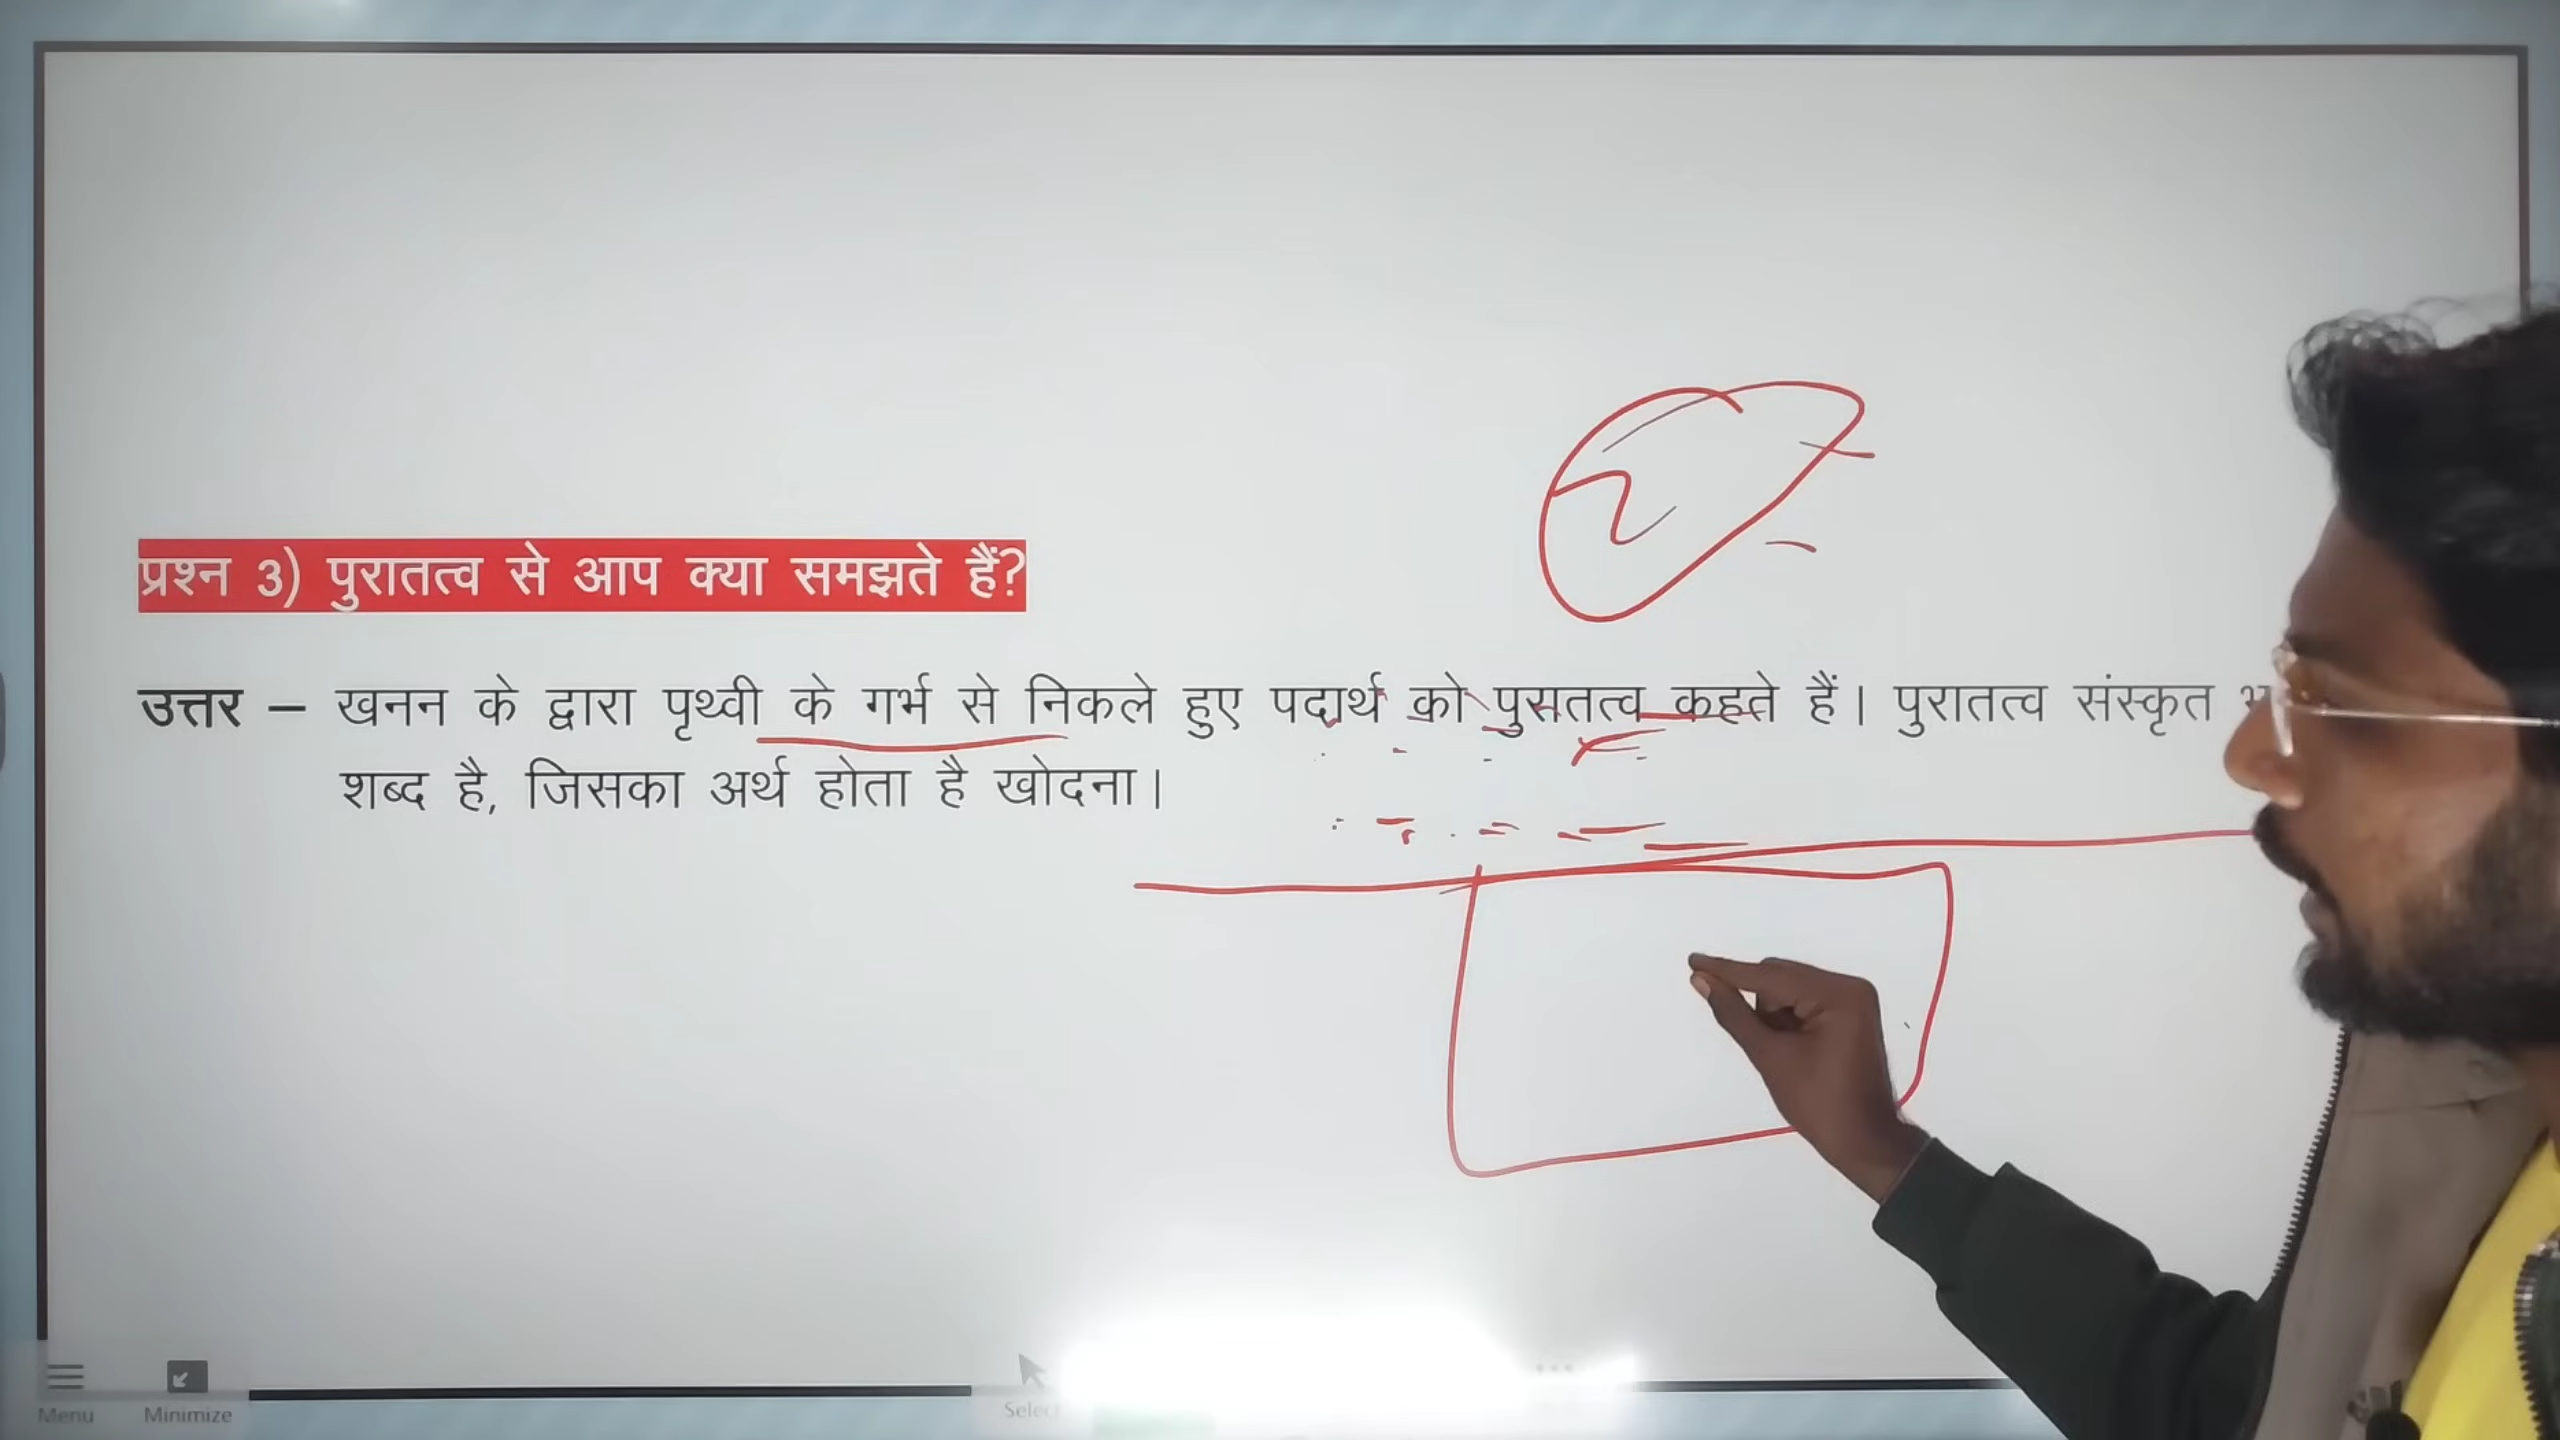 प्रश्न 3) पुरातत्व से आप क्या समझते हैं?
उत्तर – खनन के द्वारा पृथ्वी के गर्भ से निकले हुए पदार्थ को पुरातत्व कहते हैं। पुरातत्व संस्कृत
शब्द है, जिसका अर्थ होता है खोदना।
Menu Minimize Select